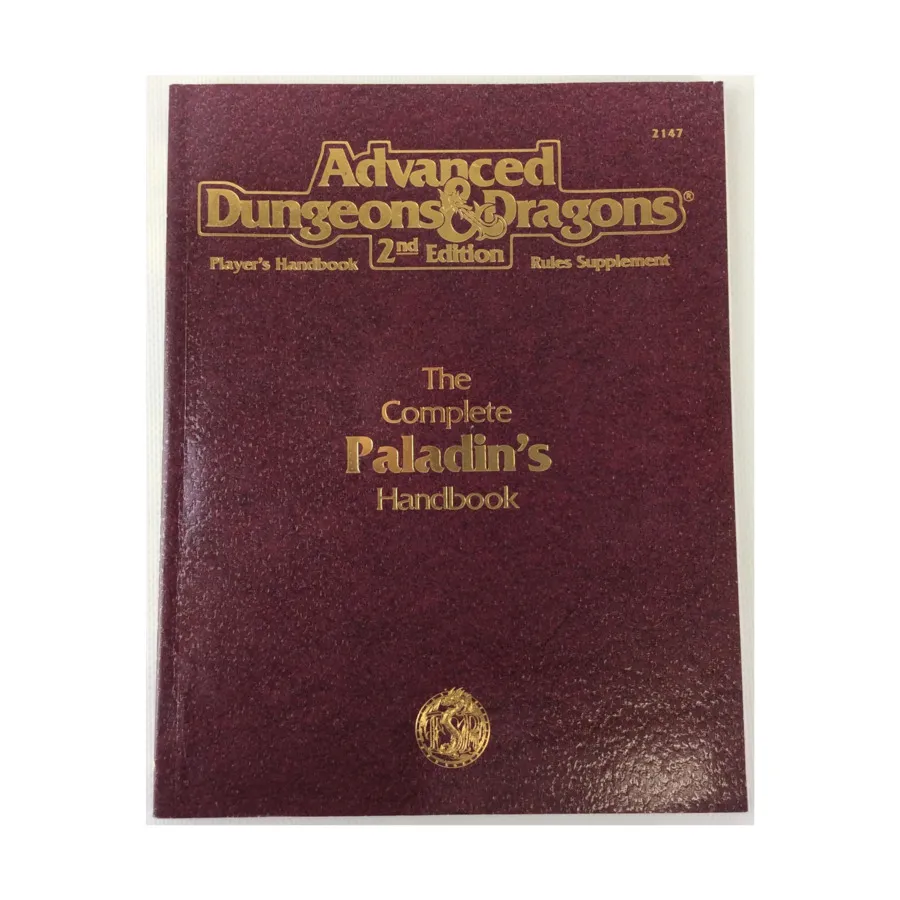 2147
Advanced
Dungeons & Dragons®
2nd Edition
Player's Handbook
Rules Supplement
The
Complete
Paladin's
Handbook
TSR